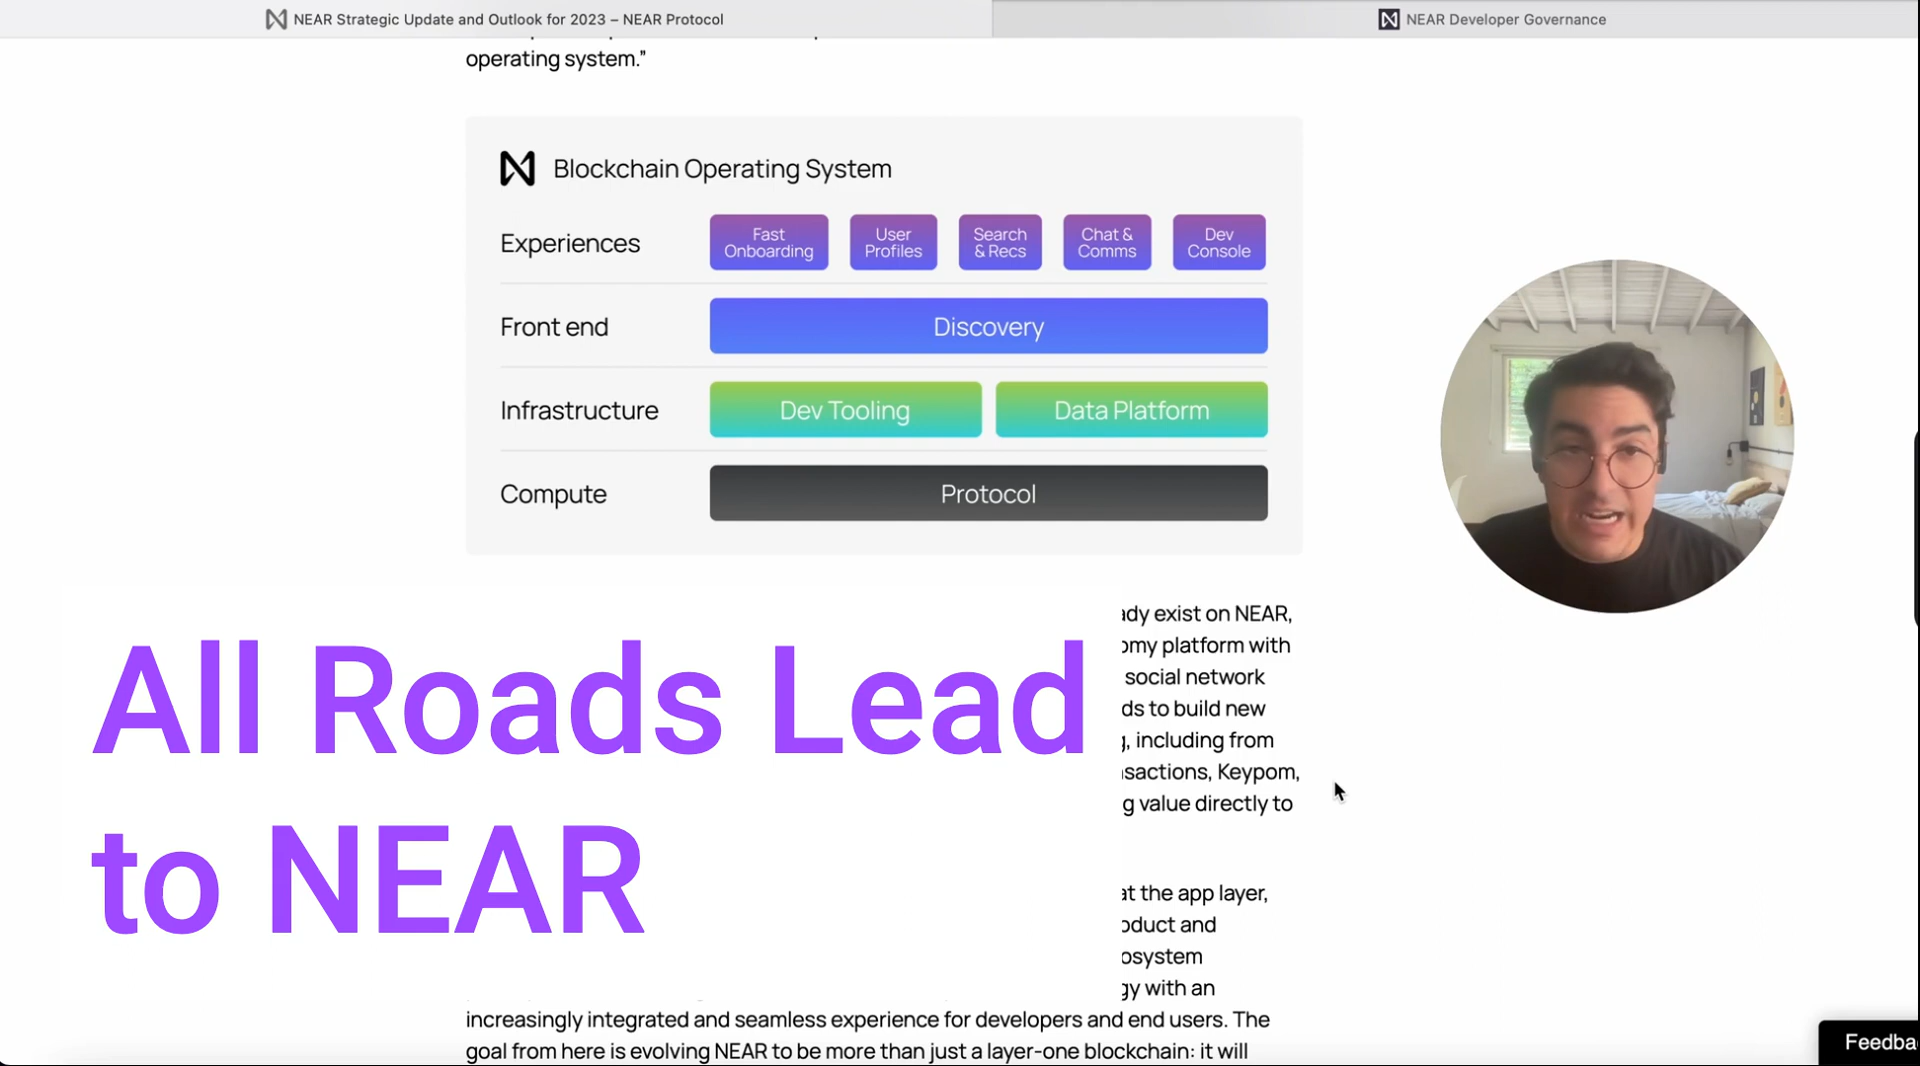 NEAR Strategic Update and Outlook for 2023 – NEAR Protocol
NEAR Developer Governance
operating system.”
Blockchain Operating System
Experiences
Fast
Onboarding
User
Profiles
Search
& Recs
Chat &
Comms
Dev
Console
Front end
Discovery
Infrastructure
Dev Tooling
Data Platform
Compute
Protocol
All Roads Lead
to NEAR
ady exist on NEAR,
omy platform with
social network
ds to build new
g, including from
nsactions, Keypom,
g value directly to
at the app layer,
oduct and
osystem
gy with an
increasingly integrated and seamless experience for developers and end users. The
goal from here is evolving NEAR to be more than just a layer-one blockchain: it will
Feedba